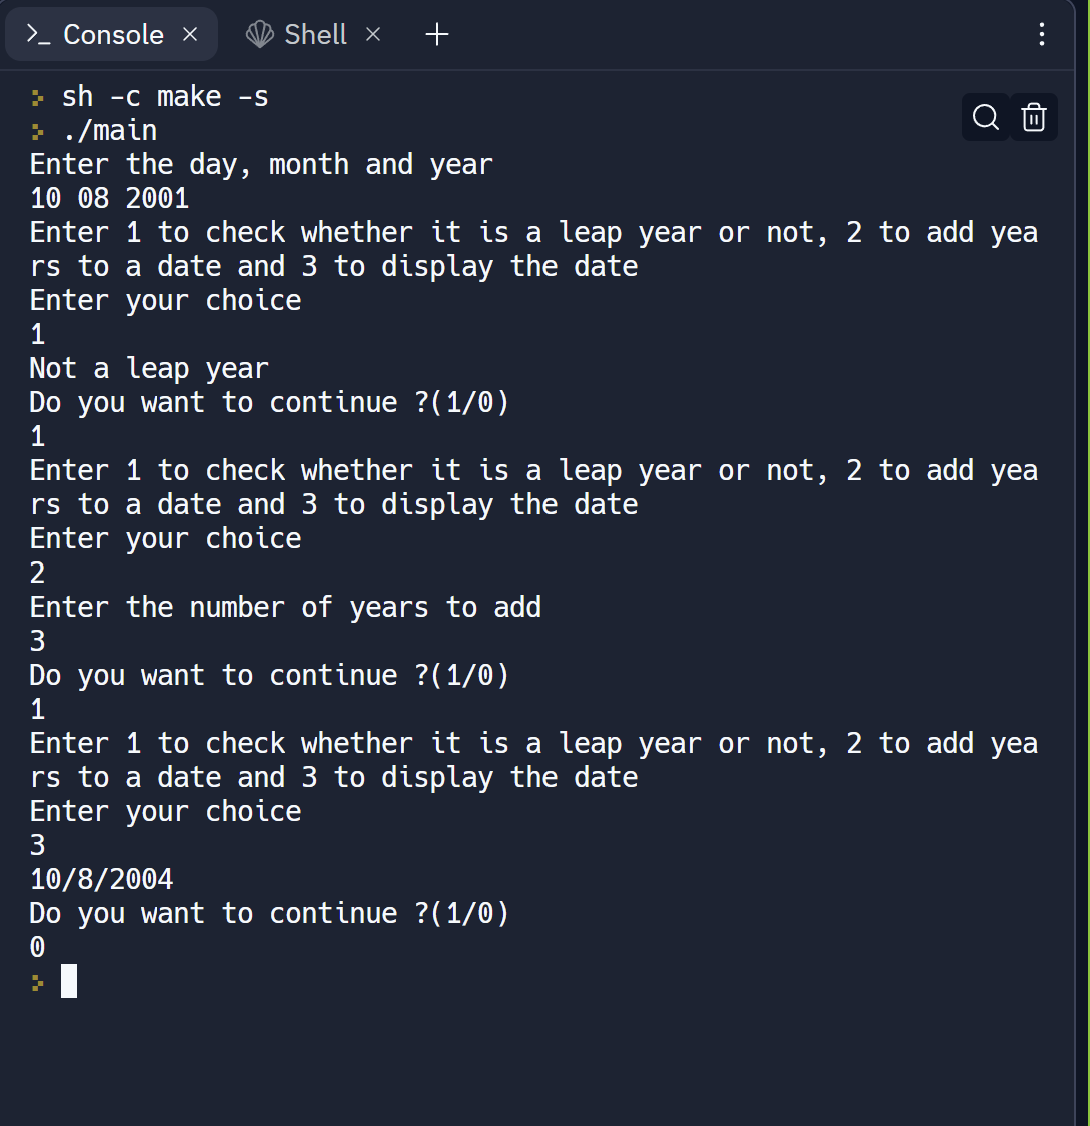 Console Shell
sh -c make -s
./main
Enter the day, month and year
10 08 2001
Enter 1 to check whether it is a leap year or not, 2 to add yea
rs to a date and 3 to display the date
Enter your choice
1
Not a leap year
Do you want to continue ?(1/0)
1
Enter 1 to check whether it is a leap year or not, 2 to add yea
rs to a date and 3 to display the date
Enter your choice
2
Enter the number of years to add
3
Do you want to continue ?(1/0)
1
Enter 1 to check whether it is a leap year or not, 2 to add yea
rs to a date and 3 to display the date
Enter your choice
3
10/8/2004
Do you want to continue ?(1/0)
0